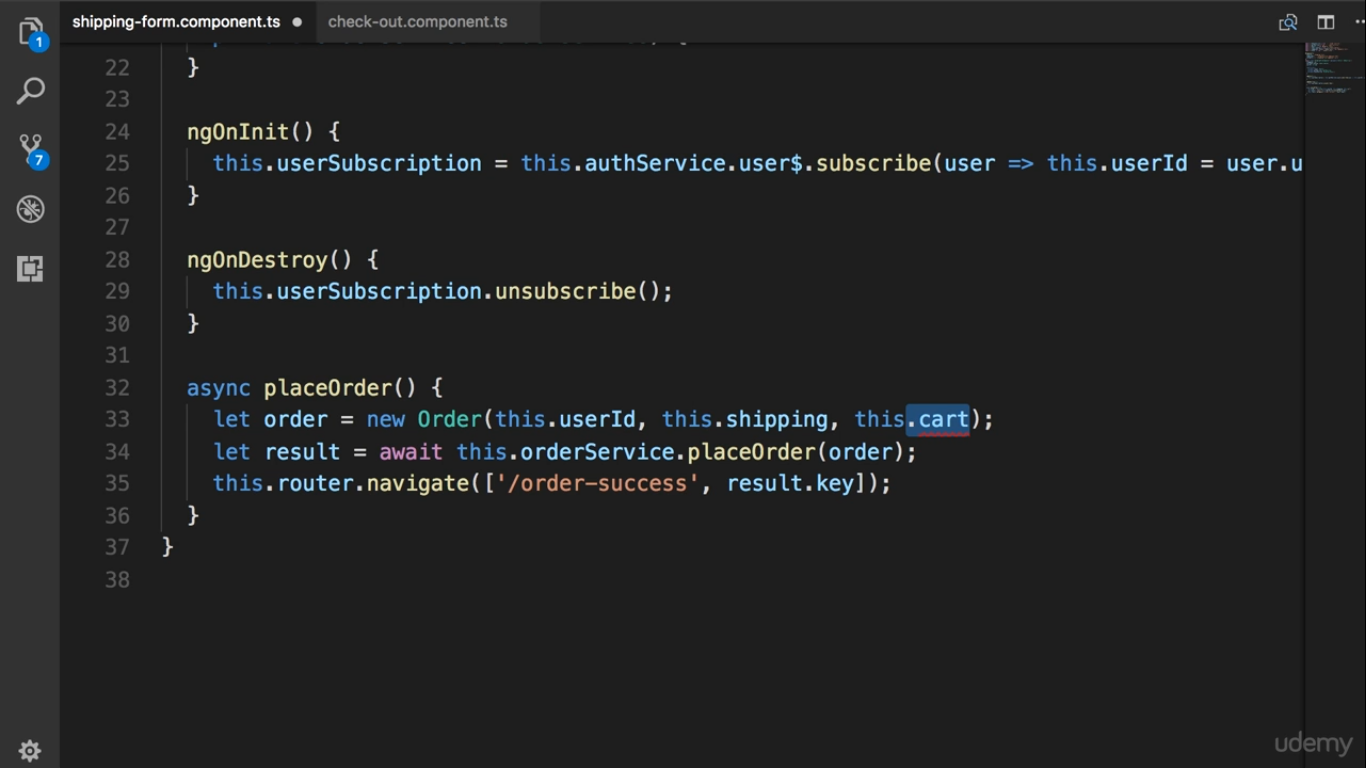 shipping-form.component.ts check-out.component.ts
22 }
23
24 ngOnInit() {
25 this.userSubscription = this.authService.user$.subscribe(user => this.userId = user.u
26 }
27
28 ngOnDestroy() {
29 this.userSubscription.unsubscribe();
30 }
31
32 async placeOrder() {
33 let order = new Order(this.userId, this.shipping, this.cart);
34 let result = await this.orderService.placeOrder(order);
35 this.router.navigate(['/order-success', result.key]);
36 }
37 }
38
1
7
udemy